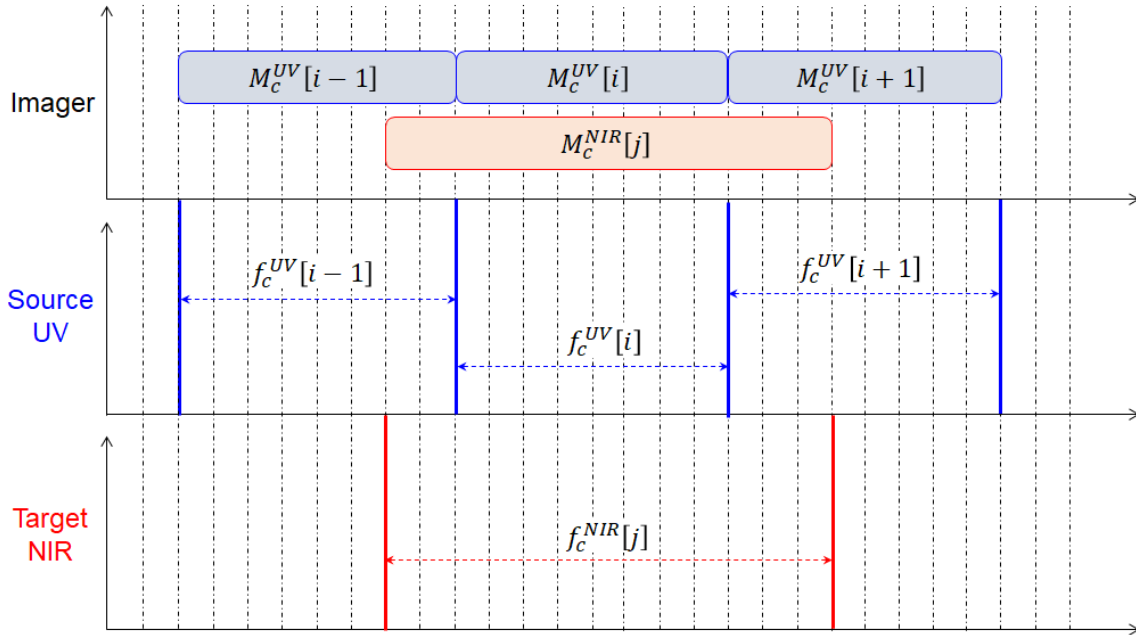 Imager
M_c^{UV}[i − 1]
M_c^{UV}[i]
M_c^{UV}[i + 1]
M_c^{NIR}[j]
Source
UV
f_c^{UV}[i − 1]
f_c^{UV}[i]
f_c^{UV}[i + 1]
Target
NIR
f_c^{NIR}[j]